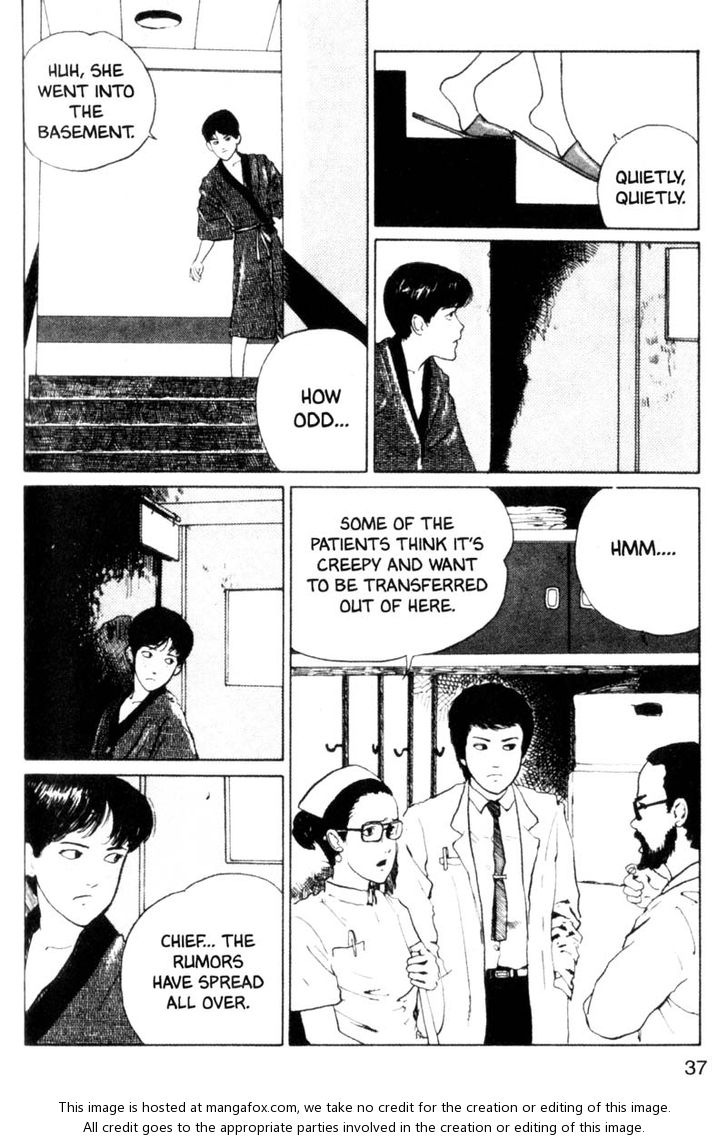 HUH, SHE
WENT INTO
THE
BASEMENT.
HOW
ODD...
QUIETLY,
QUIETLY.
CHIEF... THE
RUMORS
HAVE SPREAD
ALL OVER.
SOME OF THE
PATIENTS THINK IT'S
CREEPY AND WANT
TO BE TRANSFERRED
OUT OF HERE.
HMM....
37
This image is hosted at mangafox.com, we take no credit for the creation or editing of this image.
All credit goes to the appropriate parties involved in the creation or editing of this image.